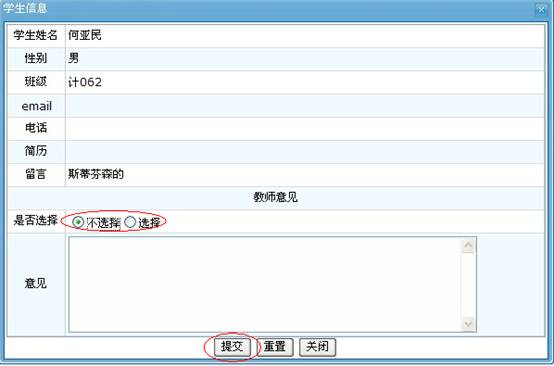 学生信息
学生姓名 何亚民
性别 男
班级 计062
email
电话
简历
留言 斯蒂芬森的
教师意见
是否选择 不选择 选择
意见
提交 重置 关闭